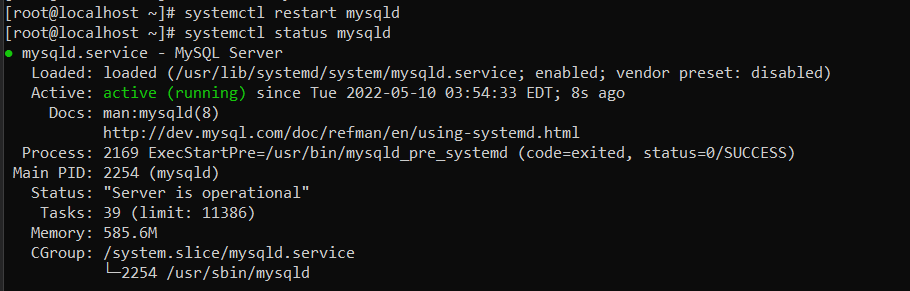 [root@localhost ~]# systemctl restart mysqld
[root@localhost ~]# systemctl status mysqld
● mysqld.service - MySQL Server
   Loaded: loaded (/usr/lib/systemd/system/mysqld.service; enabled; vendor preset: disabled)
   Active: active (running) since Tue 2022-05-10 03:54:33 EDT; 8s ago
     Docs: man:mysqld(8)
           http://dev.mysql.com/doc/refman/en/using-systemd.html
  Process: 2169 ExecStartPre=/usr/bin/mysqld_pre_systemd (code=exited, status=0/SUCCESS)
 Main PID: 2254 (mysqld)
   Status: "Server is operational"
    Tasks: 39 (limit: 11386)
   Memory: 585.6M
   CGroup: /system.slice/mysqld.service
           └─2254 /usr/sbin/mysqld